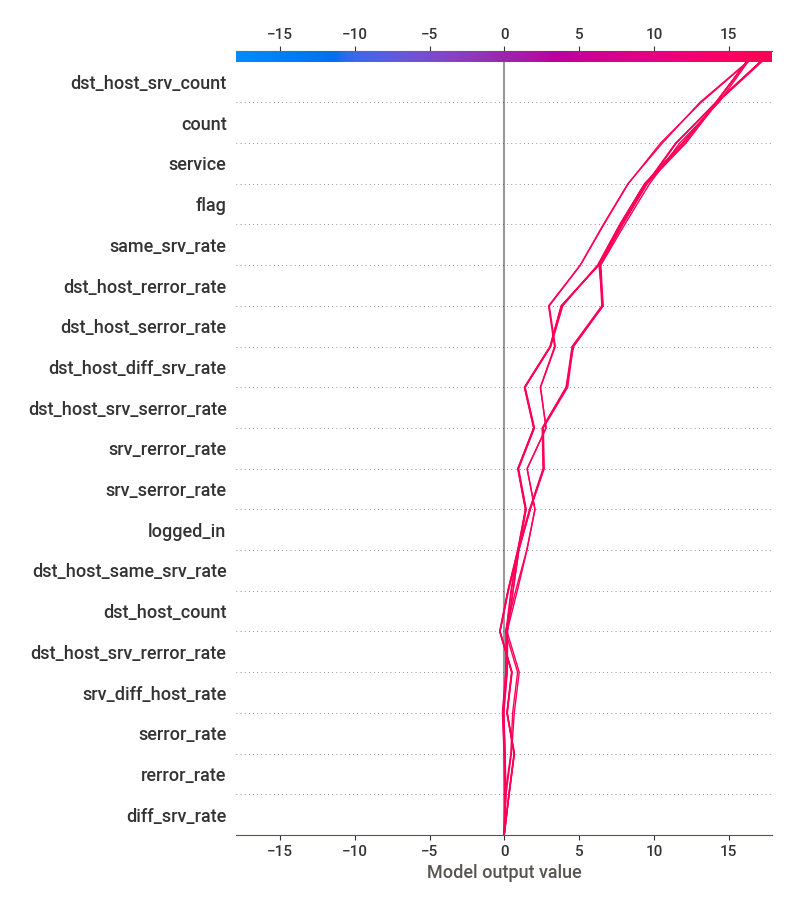 −15 −10 −5 0 5 10 15
dst_host_srv_count
count
service
flag
same_srv_rate
dst_host_rerror_rate
dst_host_serror_rate
dst_host_diff_srv_rate
dst_host_srv_serror_rate
srv_rerror_rate
srv_serror_rate
logged_in
dst_host_same_srv_rate
dst_host_count
dst_host_srv_rerror_rate
srv_diff_host_rate
serror_rate
rerror_rate
diff_srv_rate
−15 −10 −5 0 5 10 15
Model output value